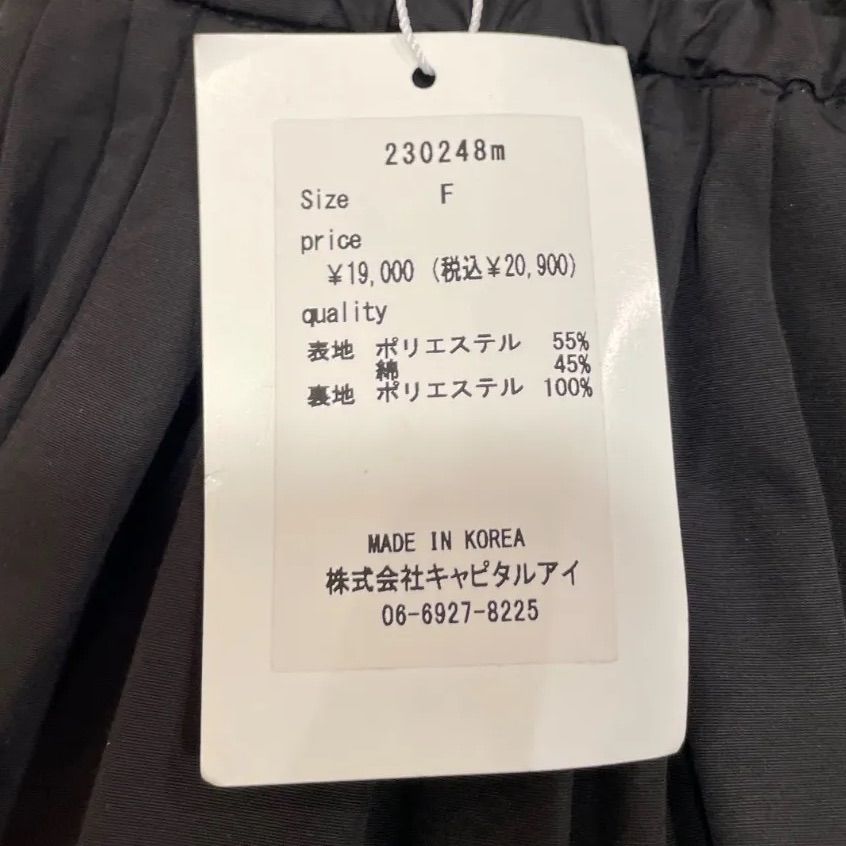 230248m
Size F
price
¥19,000 (税込¥20,900)
quality
表地 ポリエステル 55%
綿 45%
裏地 ポリエステル 100%
MADE IN KOREA
株式会社キャピタルアイ
06-6927-8225